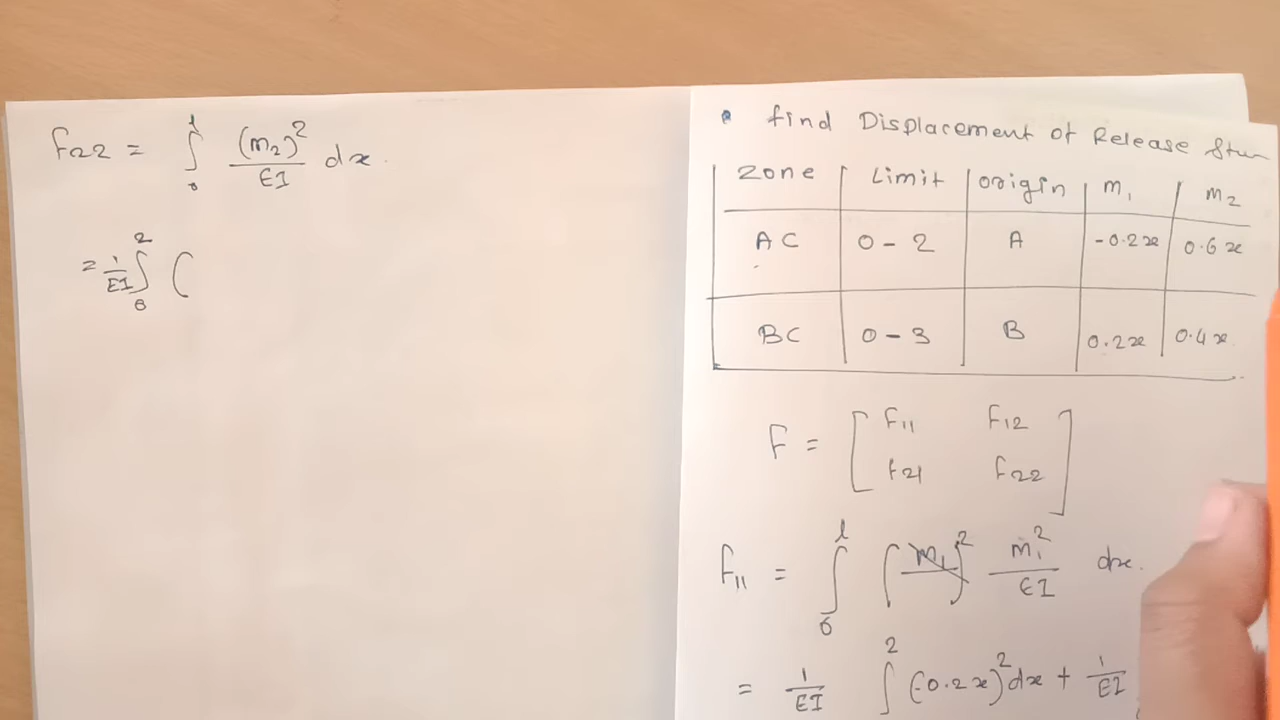 f22 = ∫₀ˡ (m2)² / EI dx.
= 1/EI ∫₀² (
• find Displacement of Release Stru
Zone Limit Origin m1 m2
AC 0-2 A -0.2x 0.6x
BC 0-3 B 0.2x 0.4x
F = [ F11 F12
F21 F22 ]
F11 = ∫₀ˡ m1² / EI dx.
= 1/EI ∫² (-0.2x)² dx + 1/EI